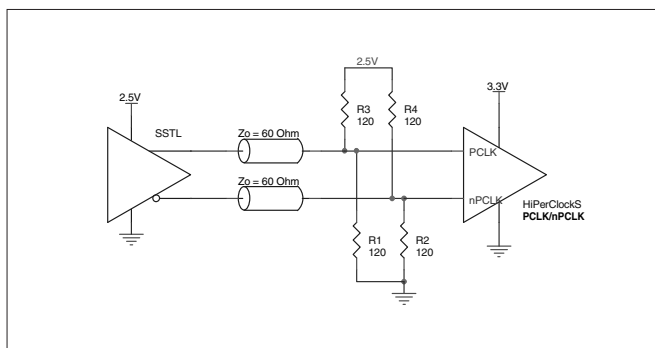 2.5V
2.5V
3.3V
R3
120
R4
120
SSTL
Zo = 60 Ohm
PCLK
Zo = 60 Ohm
nPCLK
HiPerClockS
PCLK/nPCLK
R1
120
R2
120